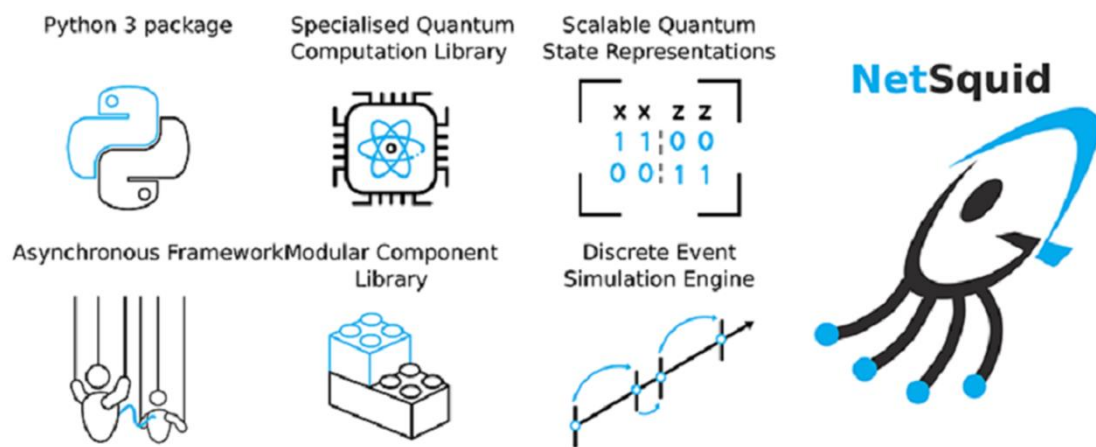 Python 3 package
Specialised Quantum
Computation Library
Scalable Quantum
State Representations
x x z z
1 1 0 0
0 0 1 1
NetSquid
Asynchronous Framework
Modular Component
Library
Discrete Event
Simulation Engine